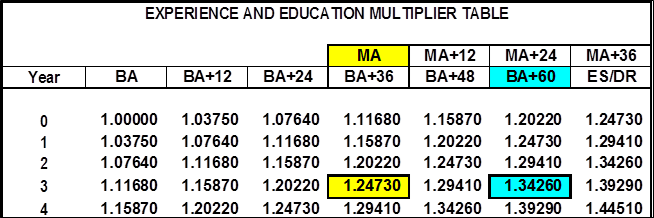 EXPERIENCE AND EDUCATION MULTIPLIER TABLE
MA MA+12 MA+24 MA+36
Year BA BA+12 BA+24 BA+36 BA+48 BA+60 ES/DR
0 1.00000 1.03750 1.07640 1.11680 1.15870 1.20220 1.24730
1 1.03750 1.07640 1.11680 1.15870 1.20220 1.24730 1.29410
2 1.07640 1.11680 1.15870 1.20220 1.24730 1.29410 1.34260
3 1.11680 1.15870 1.20220 1.24730 1.29410 1.34260 1.39290
4 1.15870 1.20220 1.24730 1.29410 1.34260 1.39290 1.44510